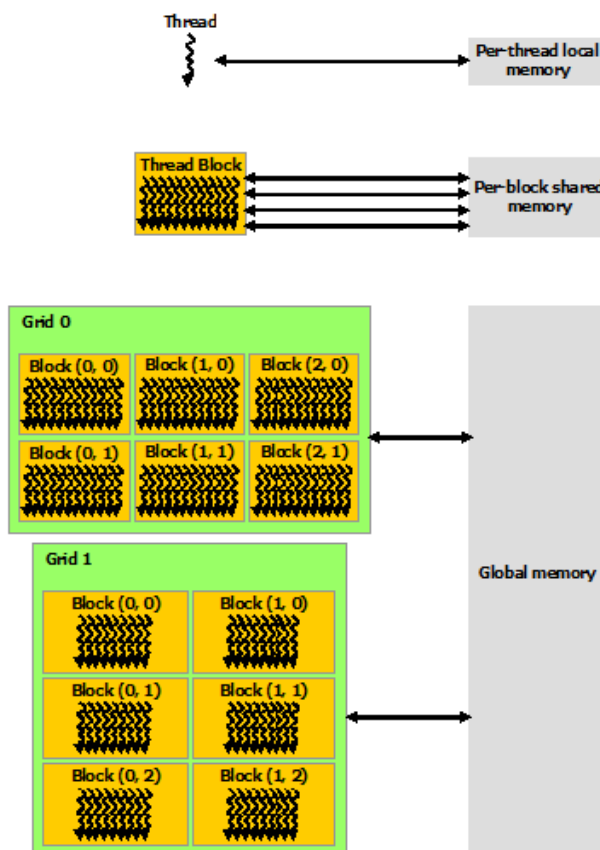 Thread
Per-thread local
memory
Thread Block
Per-block shared
memory
Grid 0
Block (0, 0) Block (1, 0) Block (2, 0)
Block (0, 1) Block (1, 1) Block (2, 1)
Grid 1
Global memory
Block (0, 0) Block (1, 0)
Block (0, 1) Block (1, 1)
Block (0, 2) Block (1, 2)